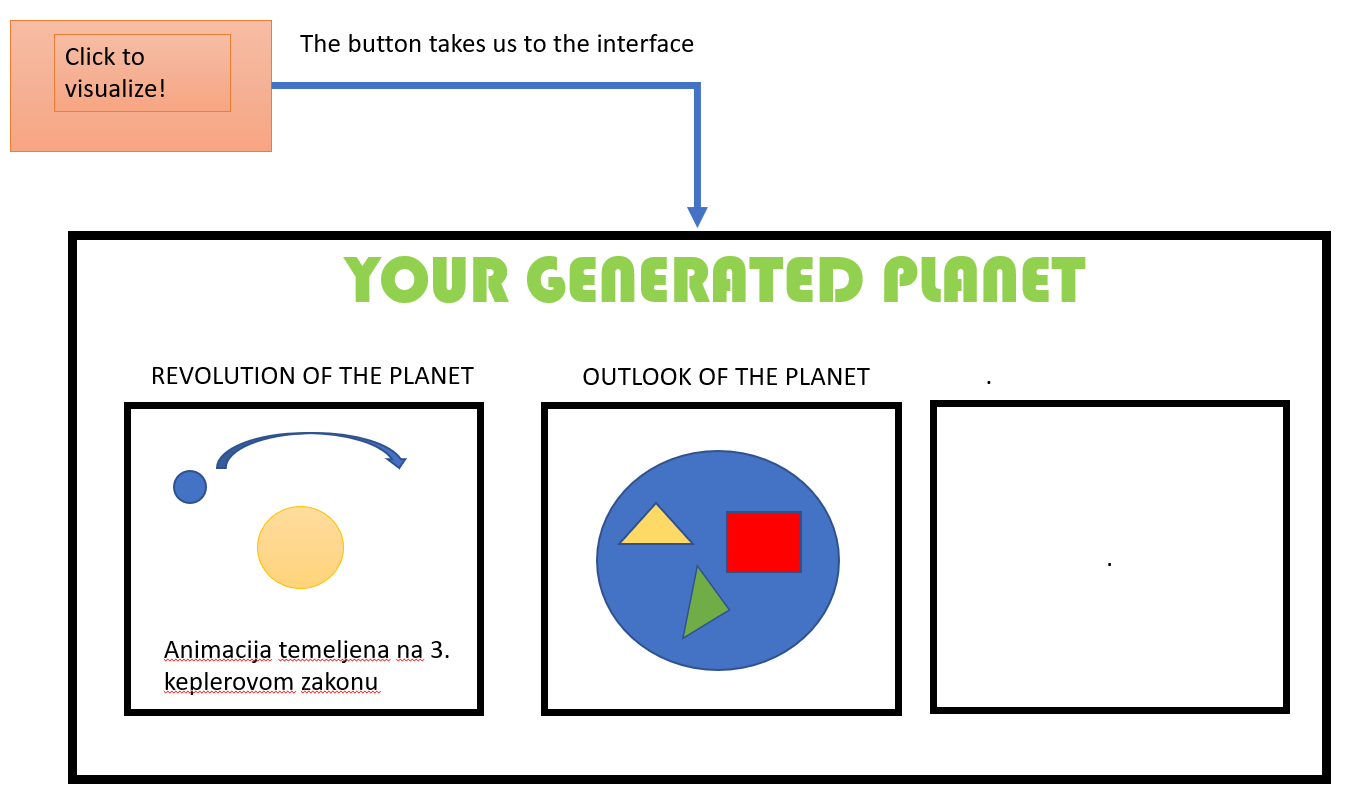 Click to
visualize!
The button takes us to the interface
YOUR GENERATED PLANET
REVOLUTION OF THE PLANET
OUTLOOK OF THE PLANET
.
Animacija temeljena na 3.
keplerovom zakonu
.